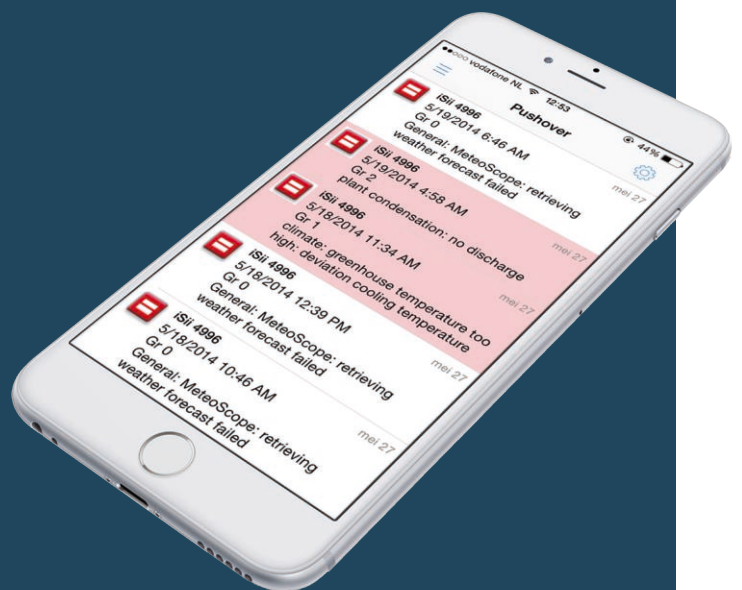 vodafone NL 12:53 44%
Pushover
iSii 4996
5/19/2014 6:46 AM
Gr 0
General: MeteoScope: retrieving
weather forecast failed
mei 27
iSii 4996
5/19/2014 4:58 AM
Gr 2
plant condensation: no discharge
mei 27
iSii 4996
5/18/2014 11:34 AM
Gr 1
climate: greenhouse temperature too
high: deviation cooling temperature
mei 27
iSii 4996
5/18/2014 12:39 PM
Gr 0
General: MeteoScope: retrieving
weather forecast failed
mei 27
iSii 4996
5/18/2014 10:46 AM
Gr 0
General: MeteoScope: retrieving
weather forecast failed
mei 27